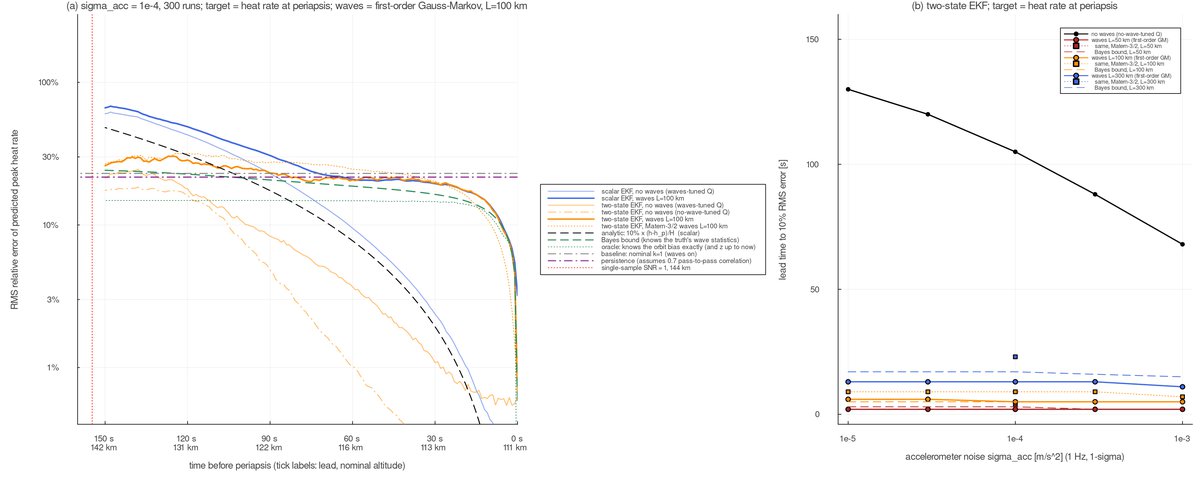 (a) sigma_acc = 1e-4, 300 runs; target = heat rate at periapsis; waves = first-order Gauss-Markov, L=100 km
RMS relative error of predicted peak heat rate
100%
30%
10%
3%
1%
150 s
142 km
120 s
131 km
90 s
122 km
60 s
116 km
30 s
113 km
0 s
111 km
time before periapsis (tick labels: lead, nominal altitude)
scalar EKF, no waves (waves-tuned Q)
scalar EKF, waves L=100 km
two-state EKF, no waves (waves-tuned Q)
two-state EKF, no waves (no-wave-tuned Q)
two-state EKF, waves L=100 km
two-state EKF, Matern-3/2 waves L=100 km
analytic: 10% x (h-h_p)/H (scalar)
Bayes bound (knows the truth's wave statistics)
oracle: knows the orbit bias exactly (and z up to now)
baseline: nominal k=1 (waves on)
persistence (assumes 0.7 pass-to-pass correlation)
single-sample SNR = 1, 144 km
(b) two-state EKF; target = heat rate at periapsis
lead time to 10% RMS error [s]
150
100
50
0
1e-5
1e-4
1e-3
accelerometer noise sigma_acc [m/s^2] (1 Hz, 1-sigma)
no waves (no-wave-tuned Q)
waves L=50 km (first-order GM)
same, Matern-3/2, L=50 km
Bayes bound, L=50 km
waves L=100 km (first-order GM)
same, Matern-3/2, L=100 km
Bayes bound, L=100 km
waves L=300 km (first-order GM)
same, Matern-3/2, L=300 km
Bayes bound, L=300 km